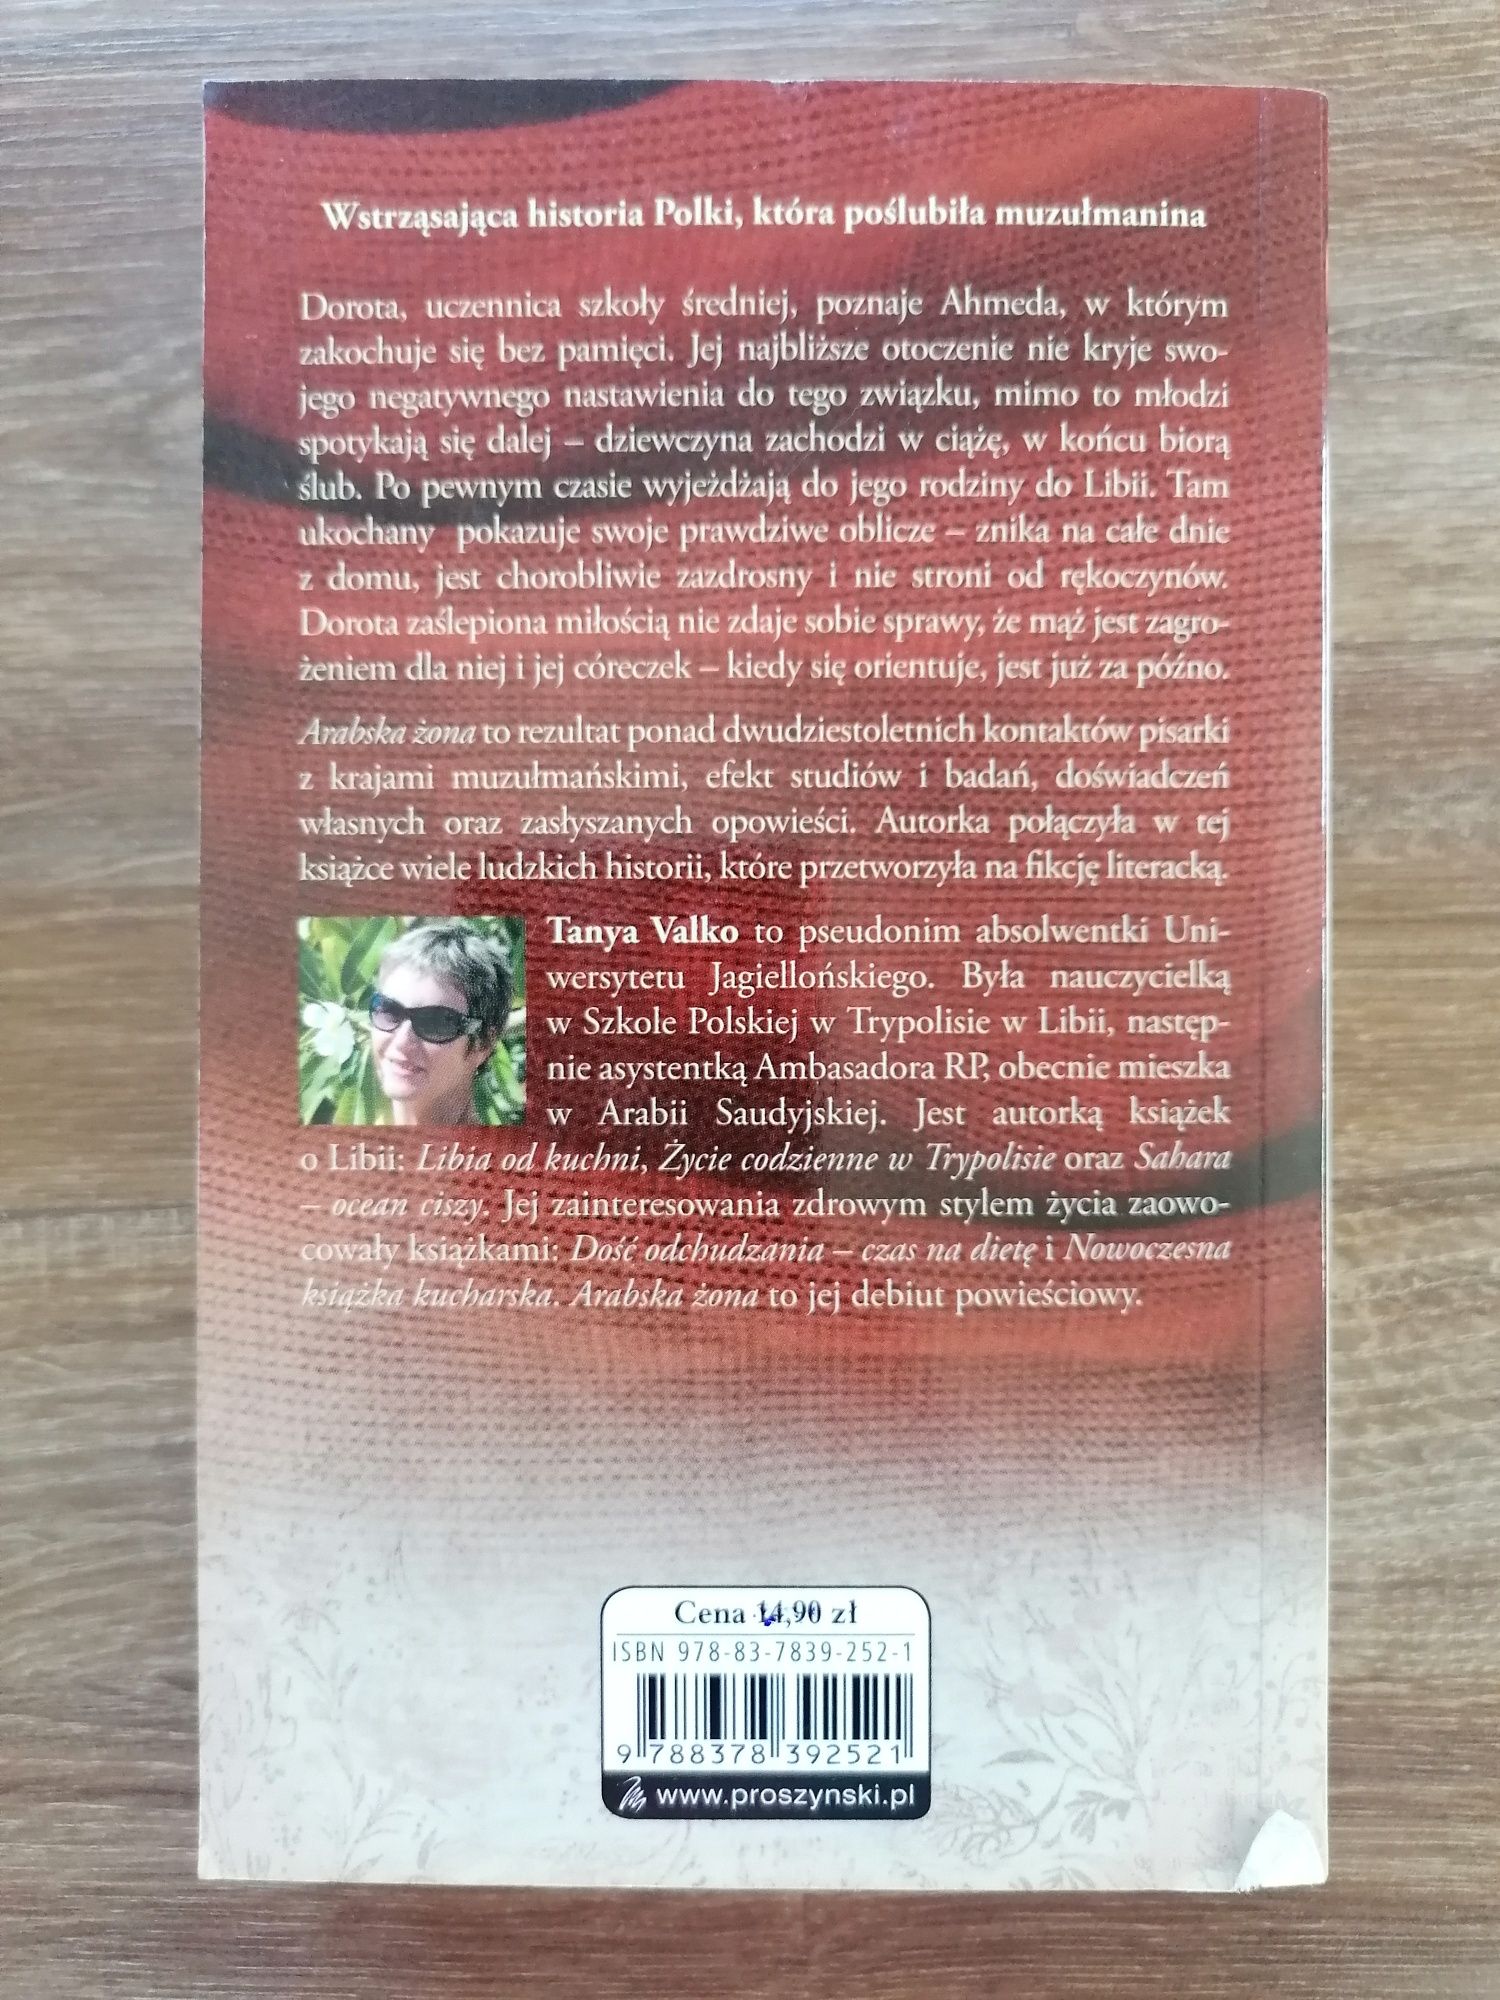 Wstrząsająca historia Polki, która poślubiła muzułmanina
Dorota, uczennica szkoły średniej, poznaje Ahmeda, w którym
zakochuje się bez pamięci. Jej najbliższe otoczenie nie kryje swo-
jego negatywnego nastawienia do tego związku, mimo to młodzi
spotykają się dalej – dziewczyna zachodzi w ciążę, w końcu biorą
ślub. Po pewnym czasie wyjeżdżają do jego rodziny do Libii. Tam
ukochany pokazuje swoje prawdziwe oblicze – znika na całe dnie
z domu, jest chorobliwie zazdrosny i nie stroni od rękoczynów.
Dorota zaślepiona miłością nie zdaje sobie sprawy, że mąż jest zagro-
żeniem dla niej i jej córeczek – kiedy się orientuje, jest już za późno.
Arabska żona to rezultat ponad dwudziestoletnich kontaktów pisarki
z krajami muzułmańskimi, efekt studiów i badań, doświadczeń
własnych oraz zasłyszanych opowieści. Autorka połączyła w tej
książce wiele ludzkich historii, które przetworzyła na fikcję literacką.
Tanya Valko to pseudonim absolwentki Uni-
wersytetu Jagiellońskiego. Była nauczycielką
w Szkole Polskiej w Trypolisie w Libii, następ-
nie asystentką Ambasadora RP, obecnie mieszka
w Arabii Saudyjskiej. Jest autorką książek
o Libii: Libia od kuchni, Życie codzienne w Trypolisie oraz Sahara
– ocean ciszy. Jej zainteresowania zdrowym stylem życia zaowo-
cowały książkami: Dość odchudzania – czas na dietę i Nowoczesna
książka kucharska. Arabska żona to jej debiut powieściowy.
Cena 14,90 zł
ISBN 978-83-7839-252-1
9 788378 392521
www.proszynski.pl